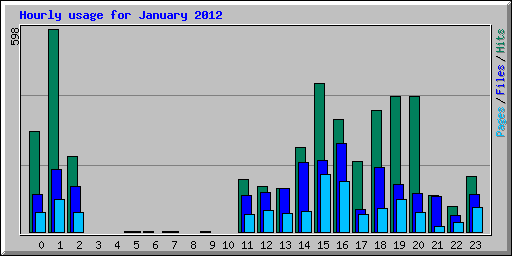 Hourly usage for January 2012
598
Pages/Files/Hits
0 1 2 3 4 5 6 7 8 9 10 11 12 13 14 15 16 17 18 19 20 21 22 23